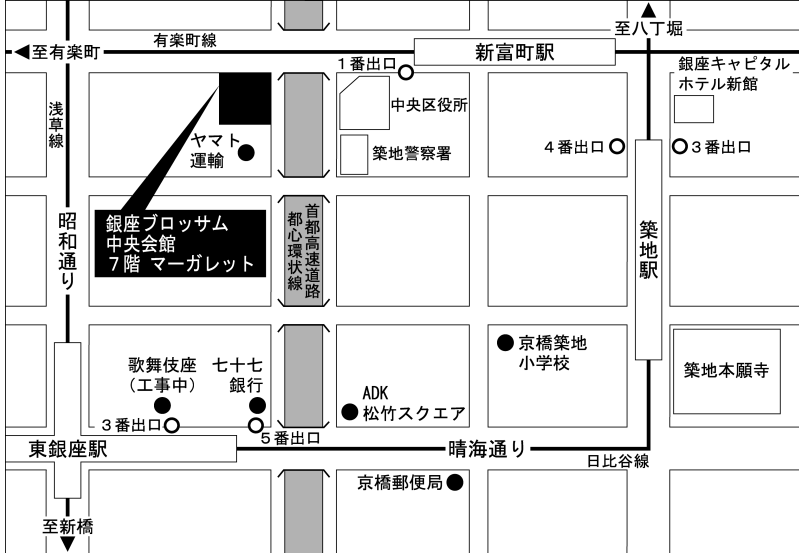 至八丁堀
有楽町線
至有楽町
新富町駅
1番出口
銀座キャピタル
ホテル新館
浅草線
中央区役所
ヤマト
運輸
築地警察署
4番出口
3番出口
昭和通り
銀座ブロッサム
中央会館
7階 マーガレット
首都高速道路
都心環状線
築地駅
京橋築地
小学校
歌舞伎座
(工事中)
七十七
銀行
築地本願寺
ADK
松竹スクエア
3番出口
5番出口
東銀座駅
晴海通り
日比谷線
京橋郵便局
至新橋